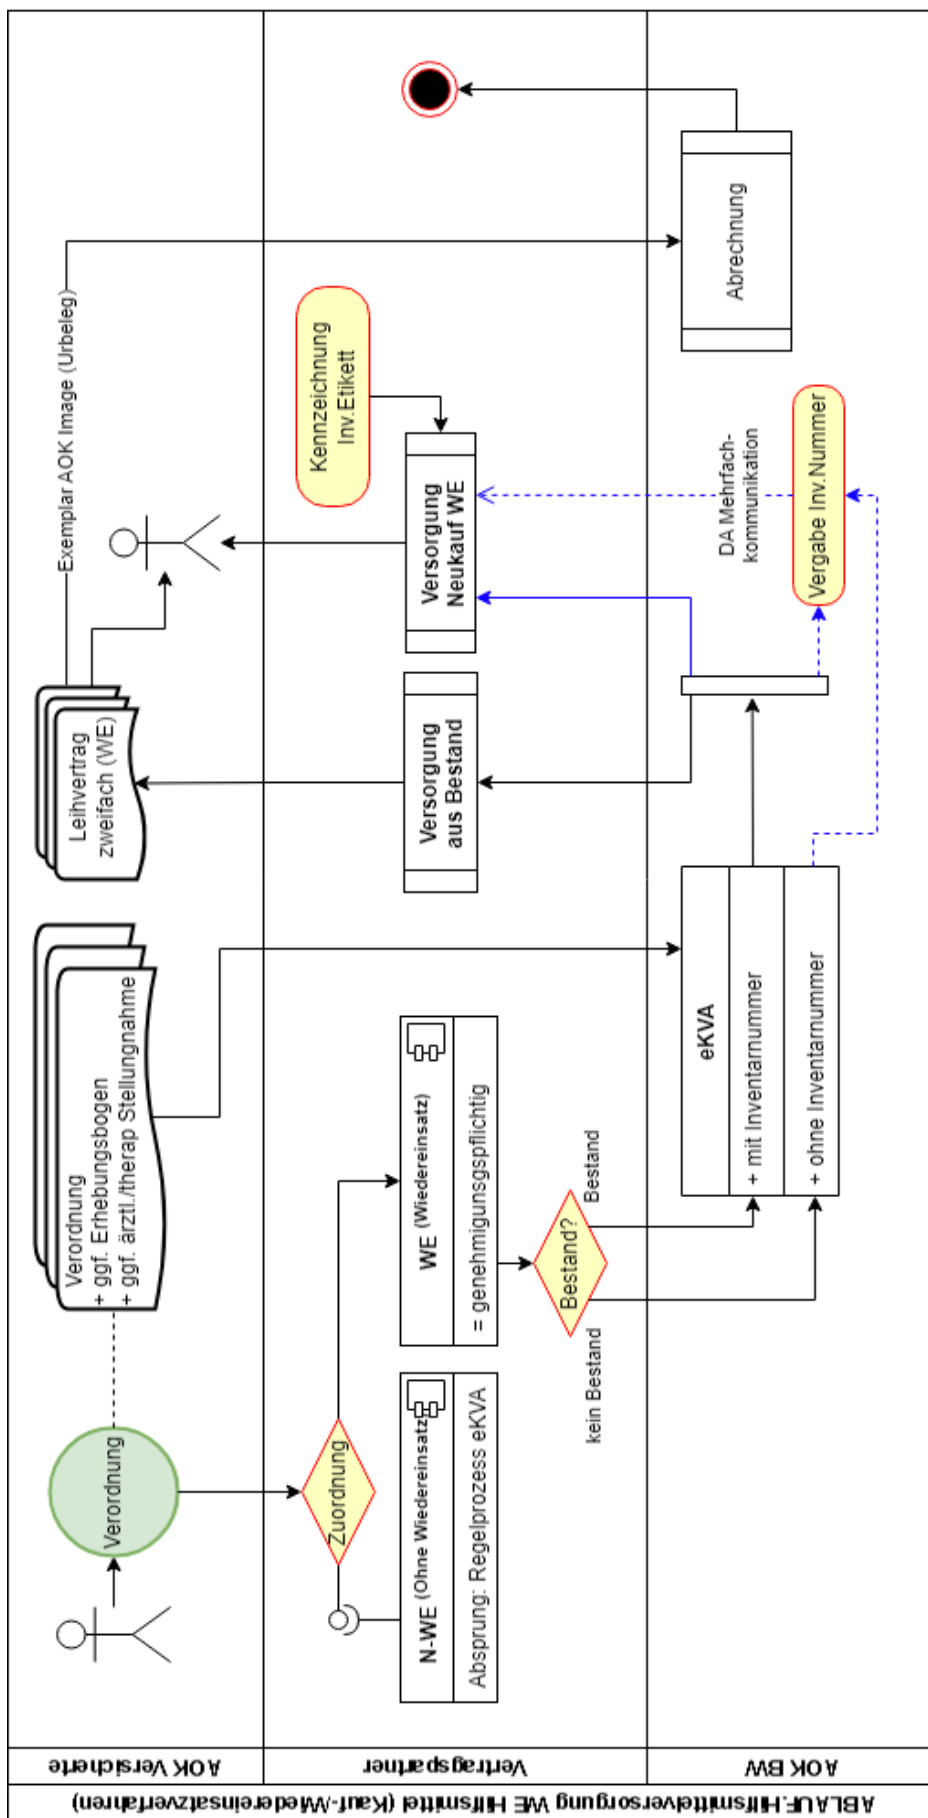 ABLAUF:Hilfsmittelversorgung WE Hilfsmittel (Kauf-/Wiedereinsatzverfahren)
AOK Versicherte
Verordnung
Verordnung
+ ggf. Erhebungsbogen
+ ggf. ärztl./therap Stellungnahme
Leihvertrag
zweifach (WE)
Exemplar AOK Image (Urbeleg)
Vertragspartner
Zuordnung
N-WE (Ohne Wiedereinsatz)
Absprung: Regelprozess eKVA
WE (Wiedereinsatz)
= genehmigunsgspflichtig
Bestand?
kein Bestand
Bestand
Versorgung
aus Bestand
Versorgung
Neukauf WE
Kennzeichnung
Inv.Etikett
AOK BW
eKVA
+ mit Inventarnummer
+ ohne Inventarnummer
DA Mehrfach-
kommunikation
Vergabe Inv.Nummer
Abrechnung